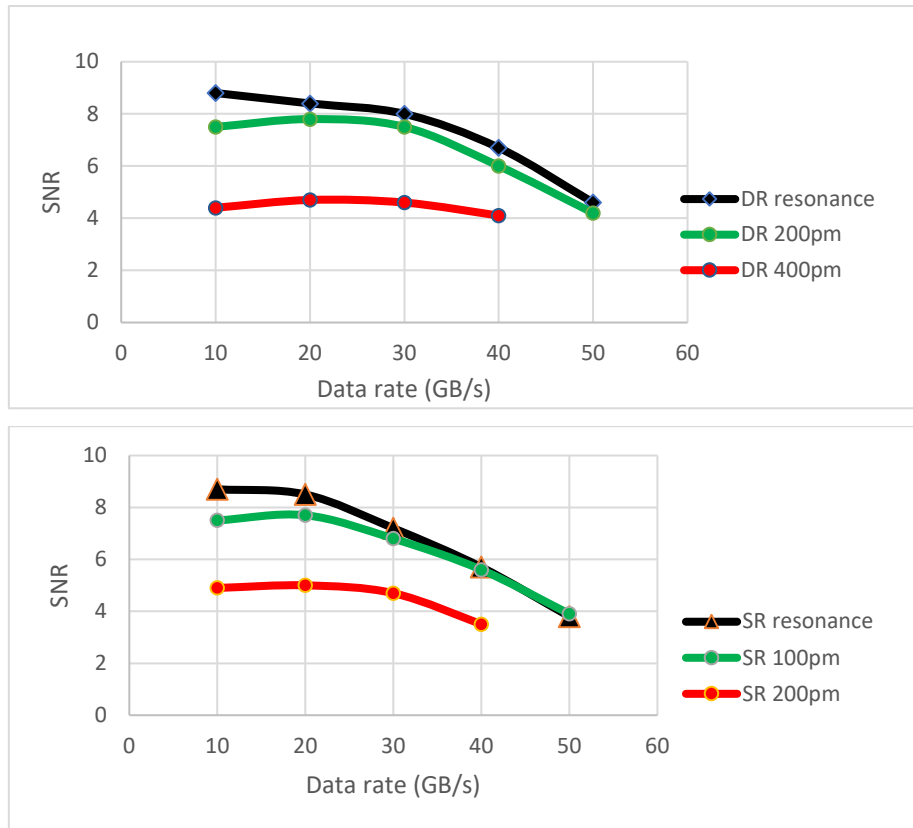 10
8
6
4
2
0
SNR
0 10 20 30 40 50 60
Data rate (GB/s)
DR resonance
DR 200pm
DR 400pm
10
8
6
4
2
0
SNR
0 10 20 30 40 50 60
Data rate (GB/s)
SR resonance
SR 100pm
SR 200pm